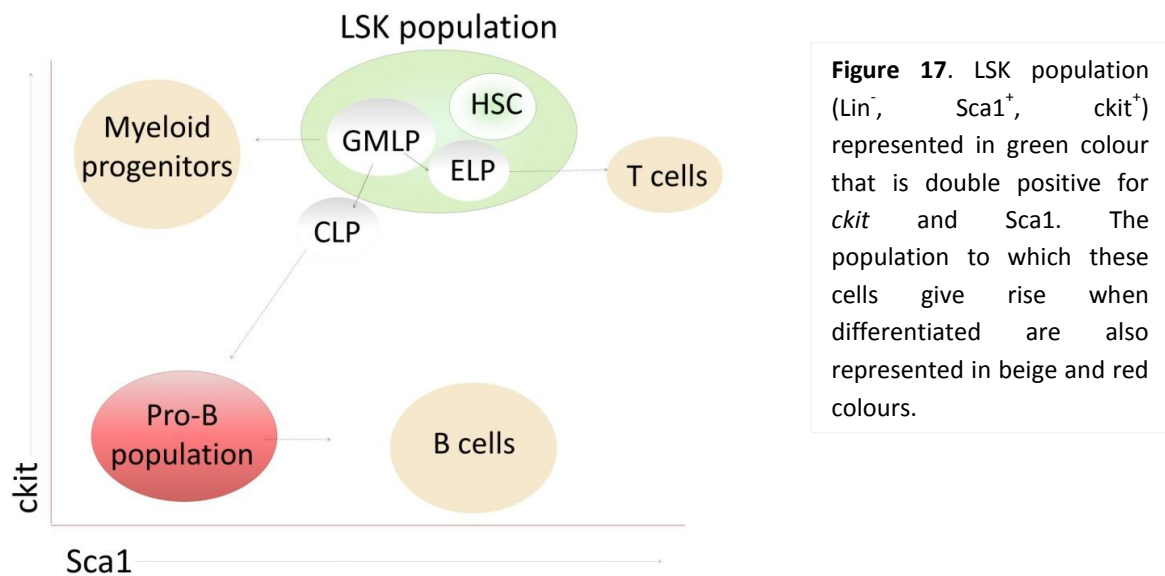 LSK population
HSC
Myeloid
progenitors
GMLP
ELP
T cells
CLP
Pro-B
population
B cells
ckit
Sca1
Figure 17. LSK population
(Lin⁻, Sca1⁺, ckit⁺)
represented in green colour
that is double positive for
ckit and Sca1. The
population to which these
cells give rise when
differentiated are also
represented in beige and red
colours.